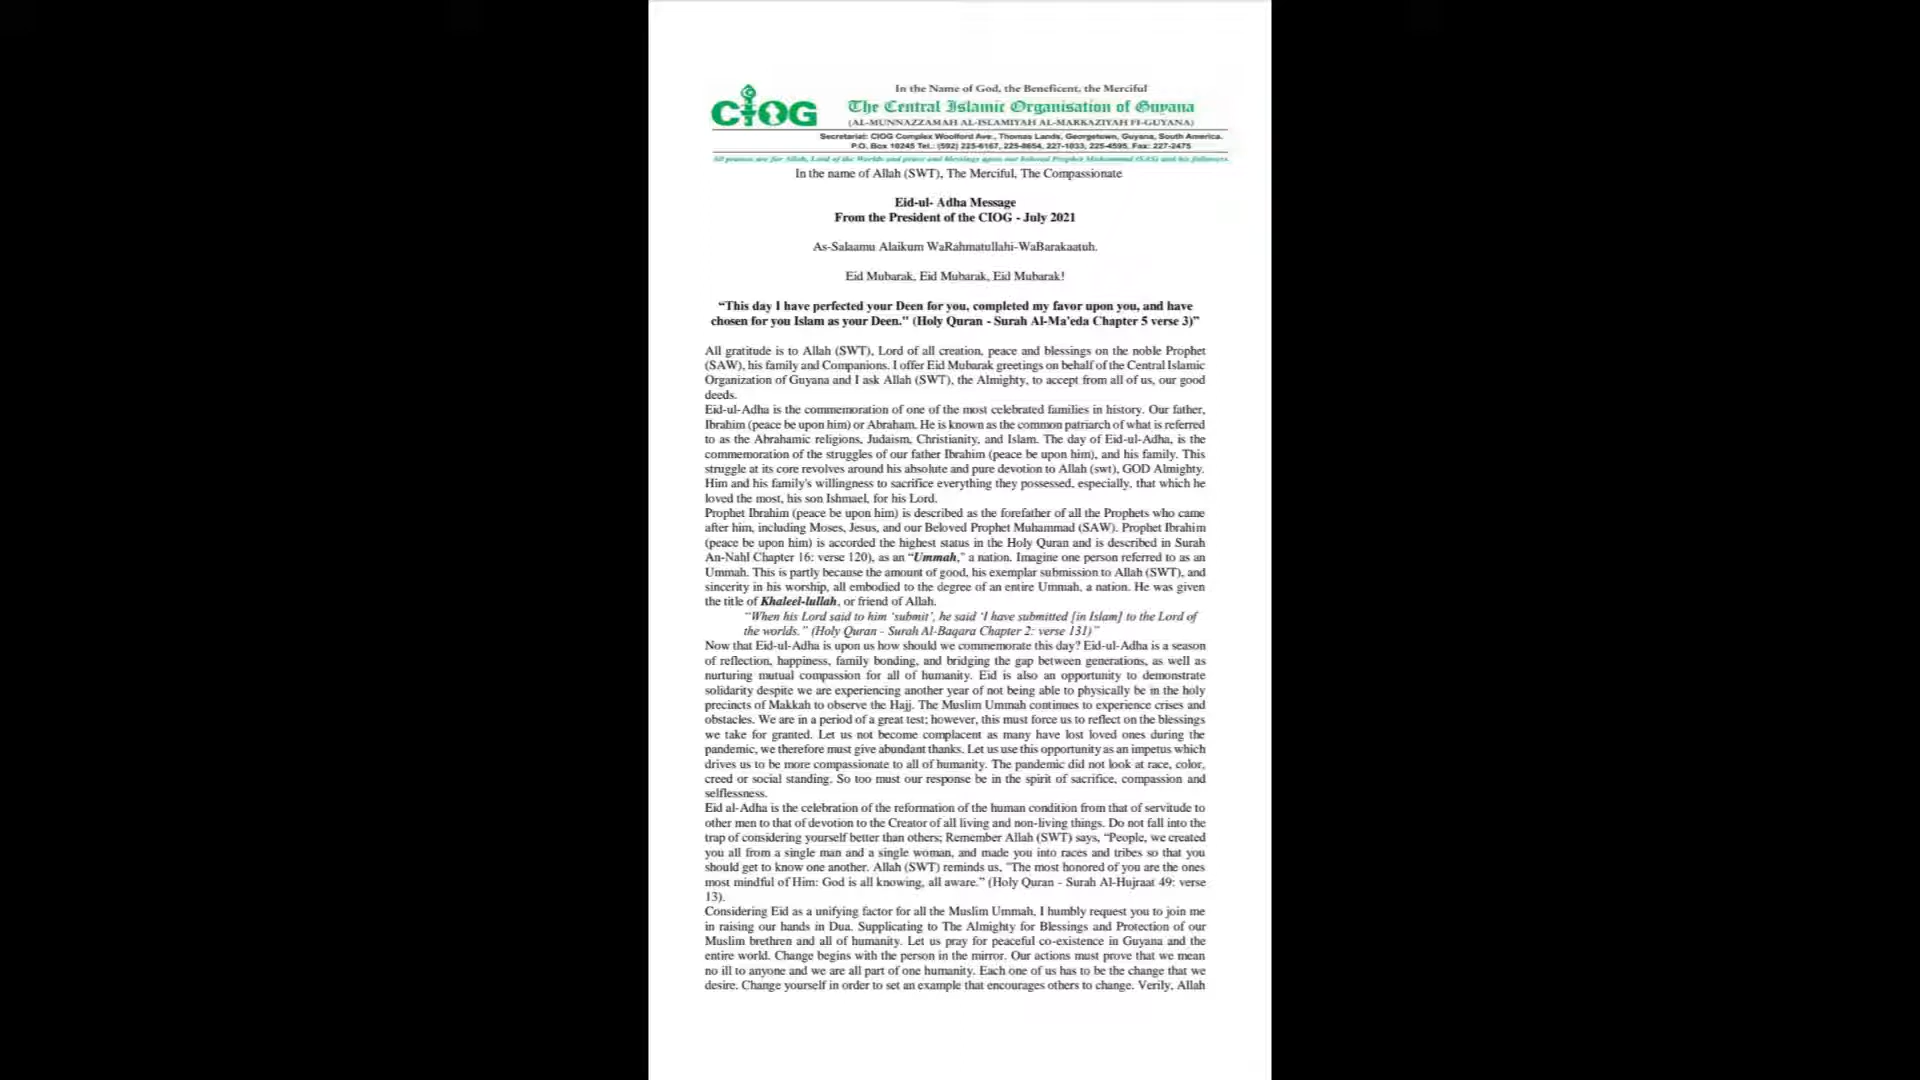 CIOG
In the Name of God, the Beneficent, the Merciful
The Central Islamic Organisation of Guyana
(AL-MUNNAZZAMAH AL-ISLAMIYAH AL-MARKAZIYAH FI-GUYANA)
Secretariat: CIOG Complex Woolford Ave., Thomas Lands, Georgetown, Guyana, South America.
P.O. Box 10245 Tel.: (592) 225-6167, 225-8654, 227-1833, 225-4595, Fax: 227-2475
All praises are for Allah, Lord of the Worlds and peace and blessings upon our beloved Prophet Muhammad (SAS) and his followers.
In the name of Allah (SWT), The Merciful, The Compassionate
Eid-ul- Adha Message
From the President of the CIOG - July 2021
As-Salaamu Alaikum WaRahmatullahi-WaBarakaatuh.
Eid Mubarak, Eid Mubarak, Eid Mubarak!
“This day I have perfected your Deen for you, completed my favor upon you, and have
chosen for you Islam as your Deen." (Holy Quran - Surah Al-Ma'eda Chapter 5 verse 3)”
All gratitude is to Allah (SWT), Lord of all creation, peace and blessings on the noble Prophet
(SAW), his family and Companions. I offer Eid Mubarak greetings on behalf of the Central Islamic
Organization of Guyana and I ask Allah (SWT), the Almighty, to accept from all of us, our good
deeds.
Eid-ul-Adha is the commemoration of one of the most celebrated families in history. Our father,
Ibrahim (peace be upon him) or Abraham. He is known as the common patriarch of what is referred
to as the Abrahamic religions, Judaism, Christianity, and Islam. The day of Eid-ul-Adha, is the
commemoration of the struggles of our father Ibrahim (peace be upon him), and his family. This
struggle at its core revolves around his absolute and pure devotion to Allah (swt), GOD Almighty.
Him and his family's willingness to sacrifice everything they possessed, especially, that which he
loved the most, his son Ishmael, for his Lord.
Prophet Ibrahim (peace be upon him) is described as the forefather of all the Prophets who came
after him, including Moses, Jesus, and our Beloved Prophet Muhammad (SAW). Prophet Ibrahim
(peace be upon him) is accorded the highest status in the Holy Quran and is described in Surah
An-Nahl Chapter 16: verse 120), as an “Ummah,” a nation. Imagine one person referred to as an
Ummah. This is partly because the amount of good, his exemplar submission to Allah (SWT), and
sincerity in his worship, all embodied to the degree of an entire Ummah, a nation. He was given
the title of Khaleel-lullah, or friend of Allah.
“When his Lord said to him ‘submit’, he said ‘I have submitted [in Islam] to the Lord of
the worlds.” (Holy Quran - Surah Al-Baqara Chapter 2: verse 131)”
Now that Eid-ul-Adha is upon us how should we commemorate this day? Eid-ul-Adha is a season
of reflection, happiness, family bonding, and bridging the gap between generations, as well as
nurturing mutual compassion for all of humanity. Eid is also an opportunity to demonstrate
solidarity despite we are experiencing another year of not being able to physically be in the holy
precincts of Makkah to observe the Hajj. The Muslim Ummah continues to experience crises and
obstacles. We are in a period of a great test; however, this must force us to reflect on the blessings
we take for granted. Let us not become complacent as many have lost loved ones during the
pandemic, we therefore must give abundant thanks. Let us use this opportunity as an impetus which
drives us to be more compassionate to all of humanity. The pandemic did not look at race, color,
creed or social standing. So too must our response be in the spirit of sacrifice, compassion and
selflessness.
Eid al-Adha is the celebration of the reformation of the human condition from that of servitude to
other men to that of devotion to the Creator of all living and non-living things. Do not fall into the
trap of considering yourself better than others; Remember Allah (SWT) says, “People, we created
you all from a single man and a single woman, and made you into races and tribes so that you
should get to know one another. Allah (SWT) reminds us, "The most honored of you are the ones
most mindful of Him: God is all knowing, all aware.” (Holy Quran - Surah Al-Hujraat 49: verse
13).
Considering Eid as a unifying factor for all the Muslim Ummah, I humbly request you to join me
in raising our hands in Dua. Supplicating to The Almighty for Blessings and Protection of our
Muslim brethren and all of humanity. Let us pray for peaceful co-existence in Guyana and the
entire world. Change begins with the person in the mirror. Our actions must prove that we mean
no ill to anyone and we are all part of one humanity. Each one of us has to be the change that we
desire. Change yourself in order to set an example that encourages others to change. Verily, Allah